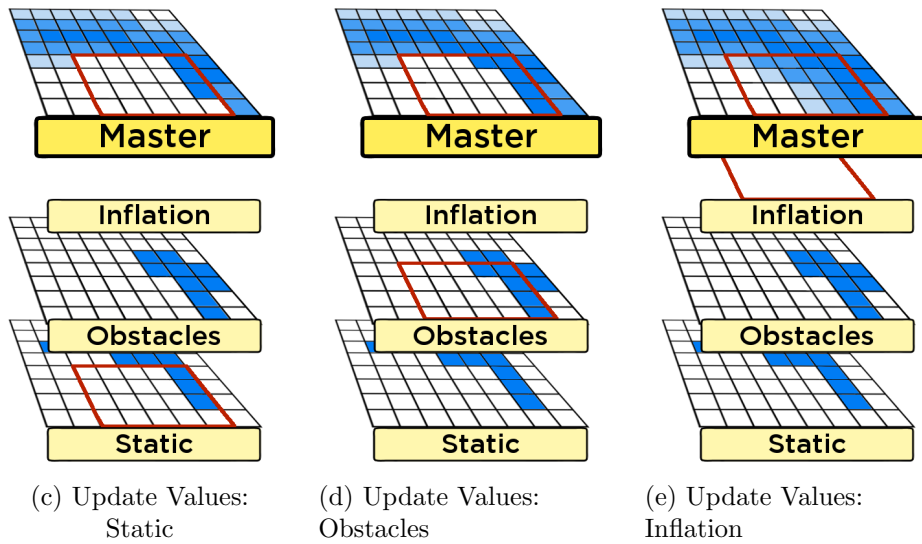 Master
Master
Master
Inflation
Inflation
Inflation
Obstacles
Obstacles
Obstacles
Static
Static
Static
(c) Update Values:
Static
(d) Update Values:
Obstacles
(e) Update Values:
Inflation